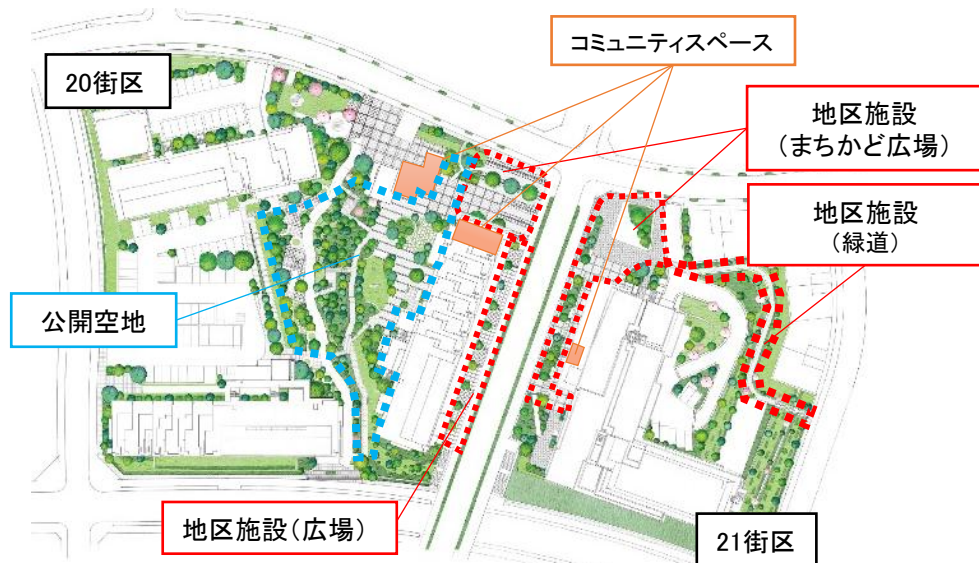 コミュニティスペース
20街区
地区施設
（まちかど広場）
地区施設
（緑道）
公開空地
地区施設（広場）
21街区